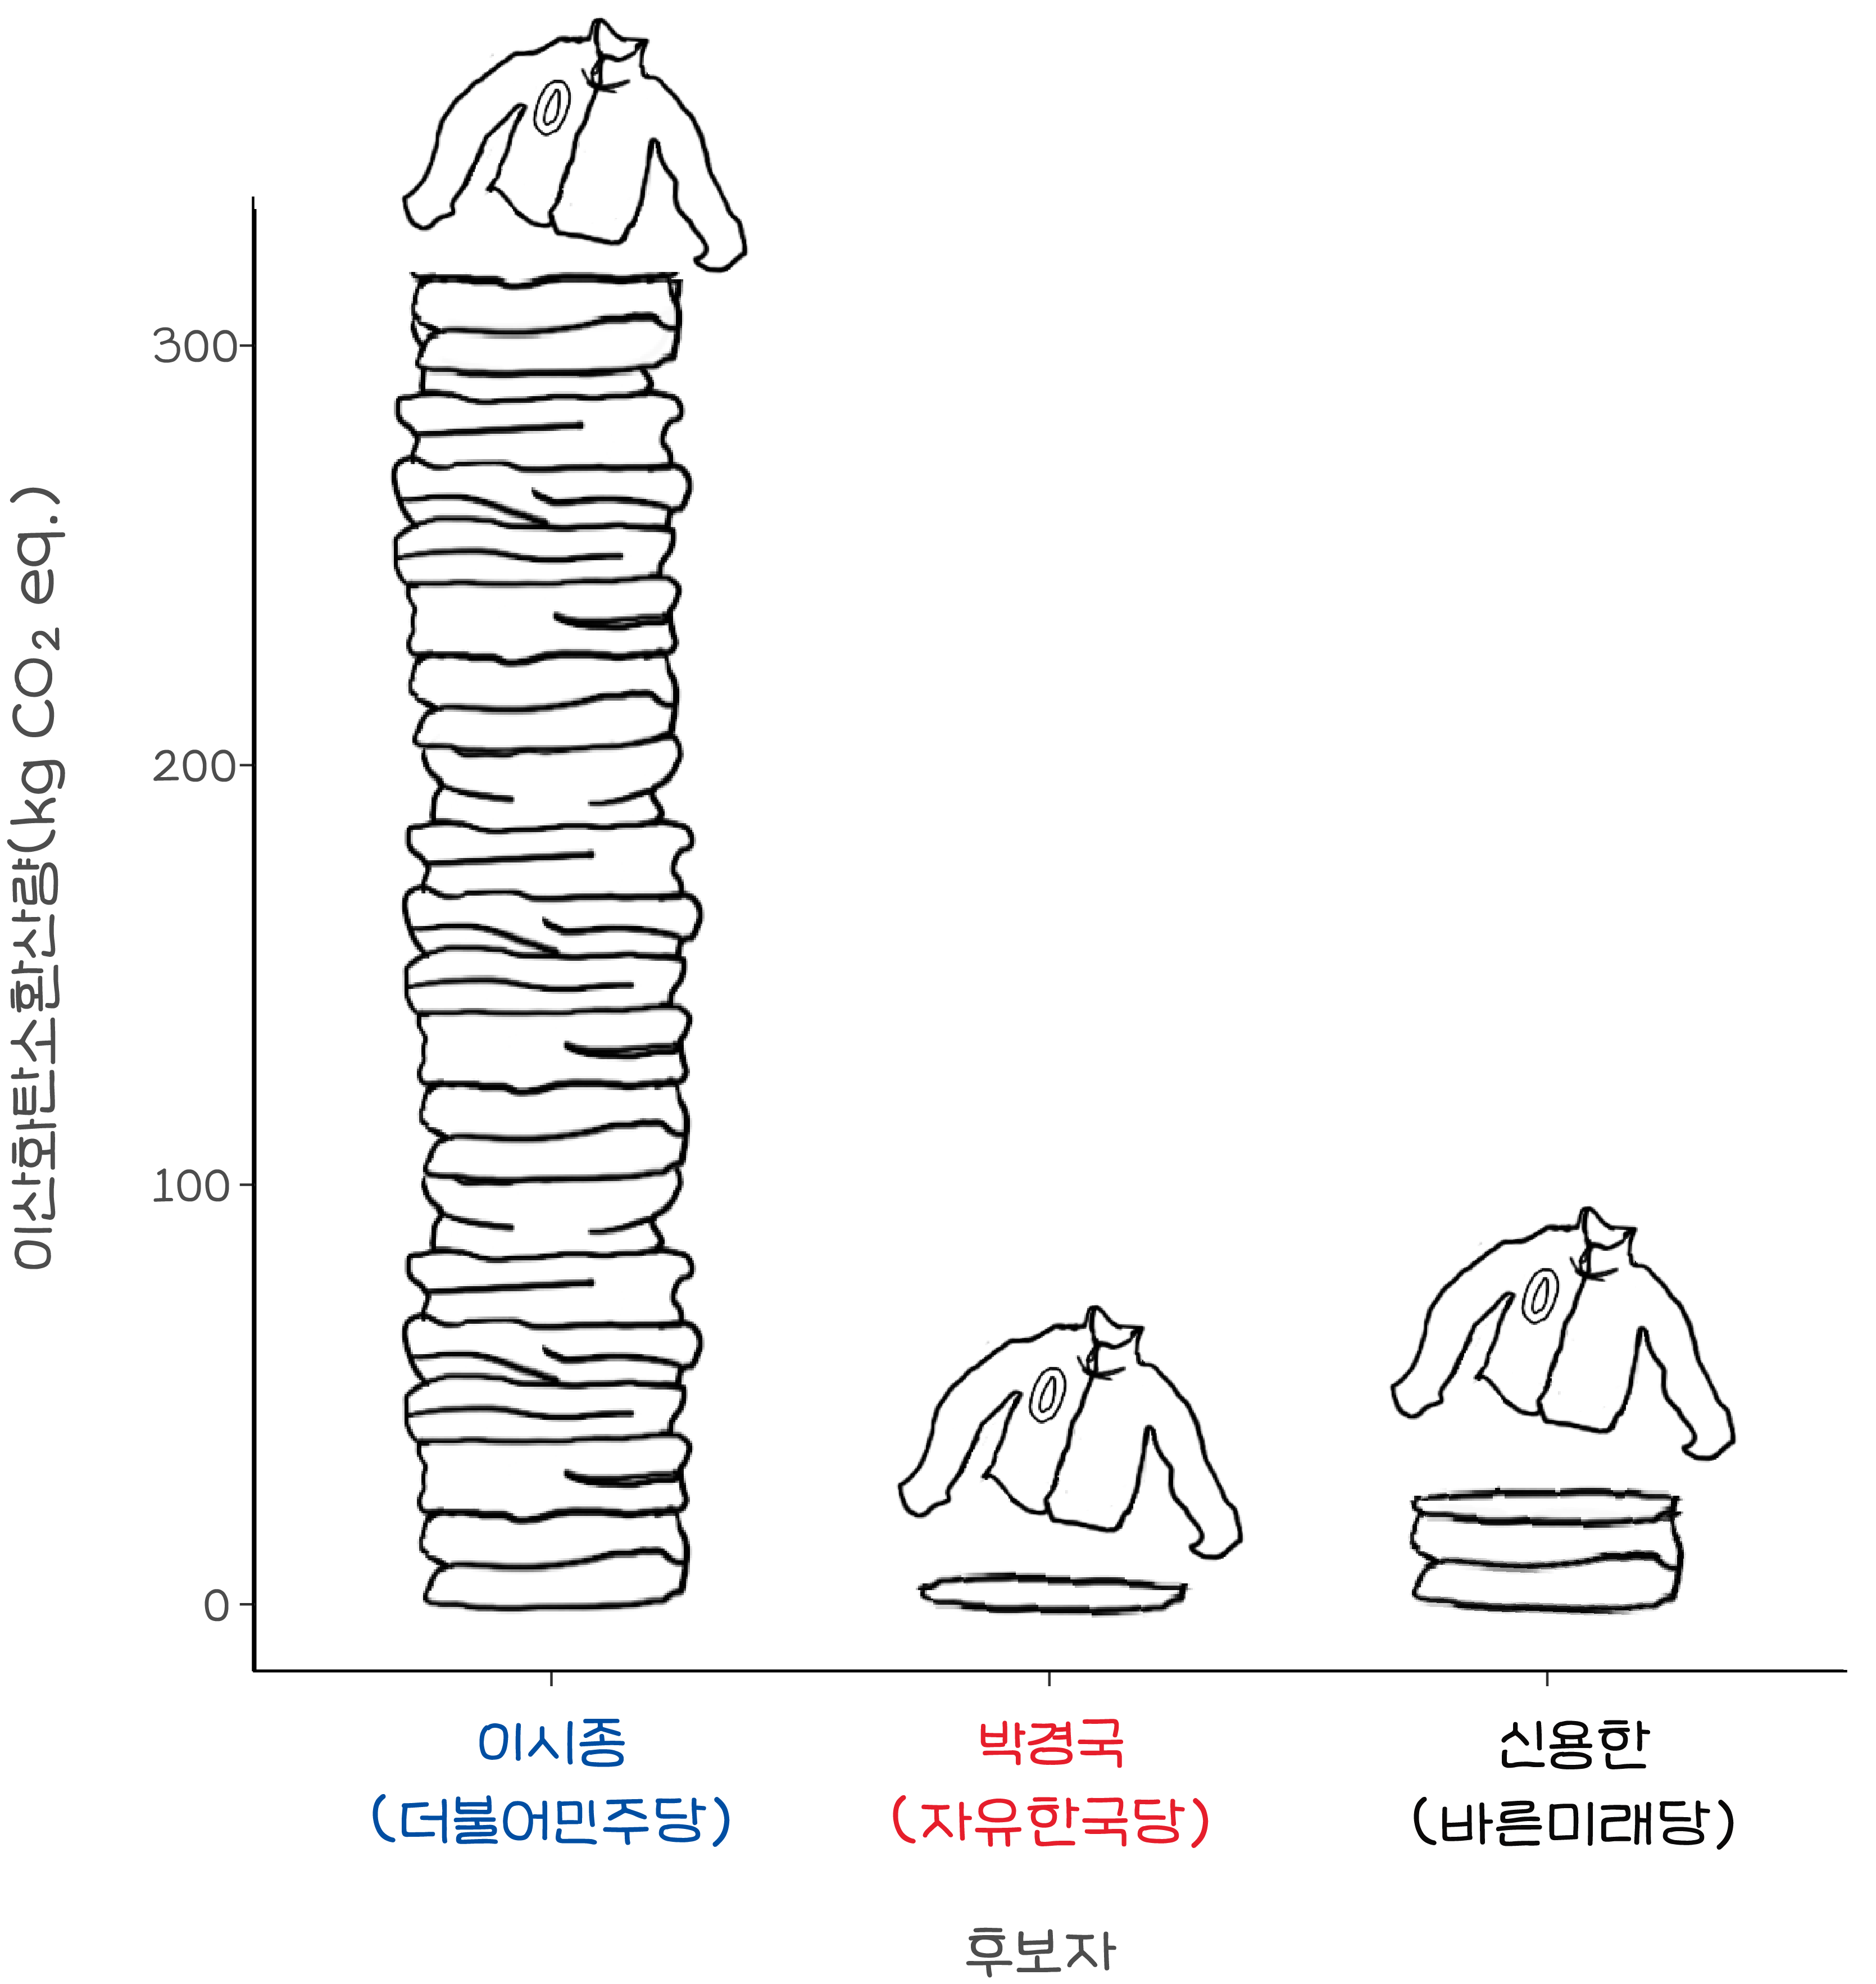 이산화탄소환산량(kg CO₂ eq.)
300
200
100
0
이시종
(더불어민주당)
박경국
(자유한국당)
신용한
(바른미래당)
후보자